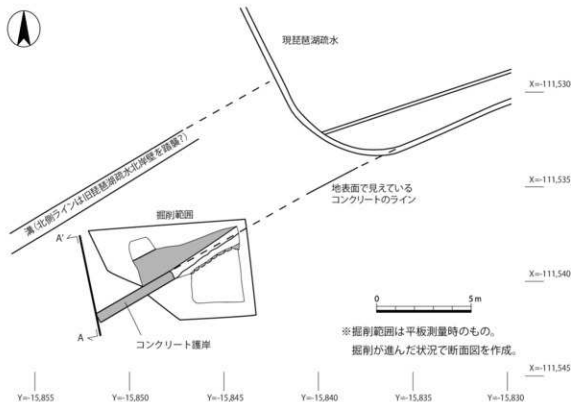 現琵琶湖疏水
X=-111,530
溝(北側ラインは旧琵琶湖疏水北岸壁を踏襲?)
地表面で見えている
コンクリートのライン
X=-111,535
掘削範囲
A'
X=-111,540
0
5 m
A
コンクリート護岸
※掘削範囲は平板測量時のもの。
掘削が進んだ状況で断面図を作成。
X=-111,545
Y=-15,855
Y=-15,850
Y=-15,845
Y=-15,840
Y=-15,835
Y=-15,830